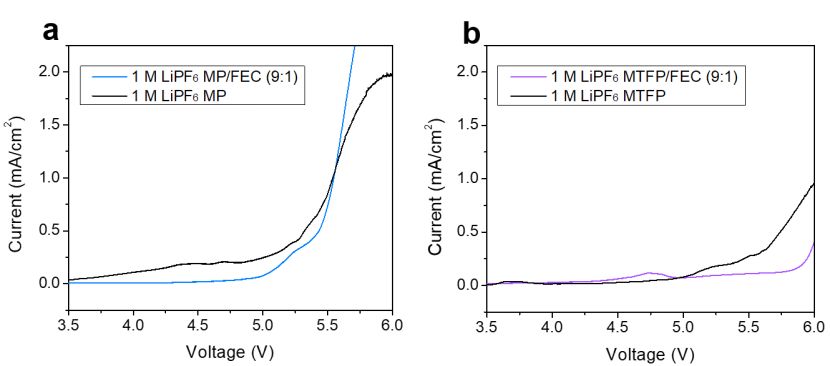 a
1 M LiPF₆ MP/FEC (9:1)
1 M LiPF₆ MP
Current (mA/cm²)
2.0
1.5
1.0
0.5
0.0
3.5 4.0 4.5 5.0 5.5 6.0
Voltage (V)
b
1 M LiPF₆ MTFP/FEC (9:1)
1 M LiPF₆ MTFP
Current (mA/cm²)
2.0
1.5
1.0
0.5
0.0
3.5 4.0 4.5 5.0 5.5 6.0
Voltage (V)